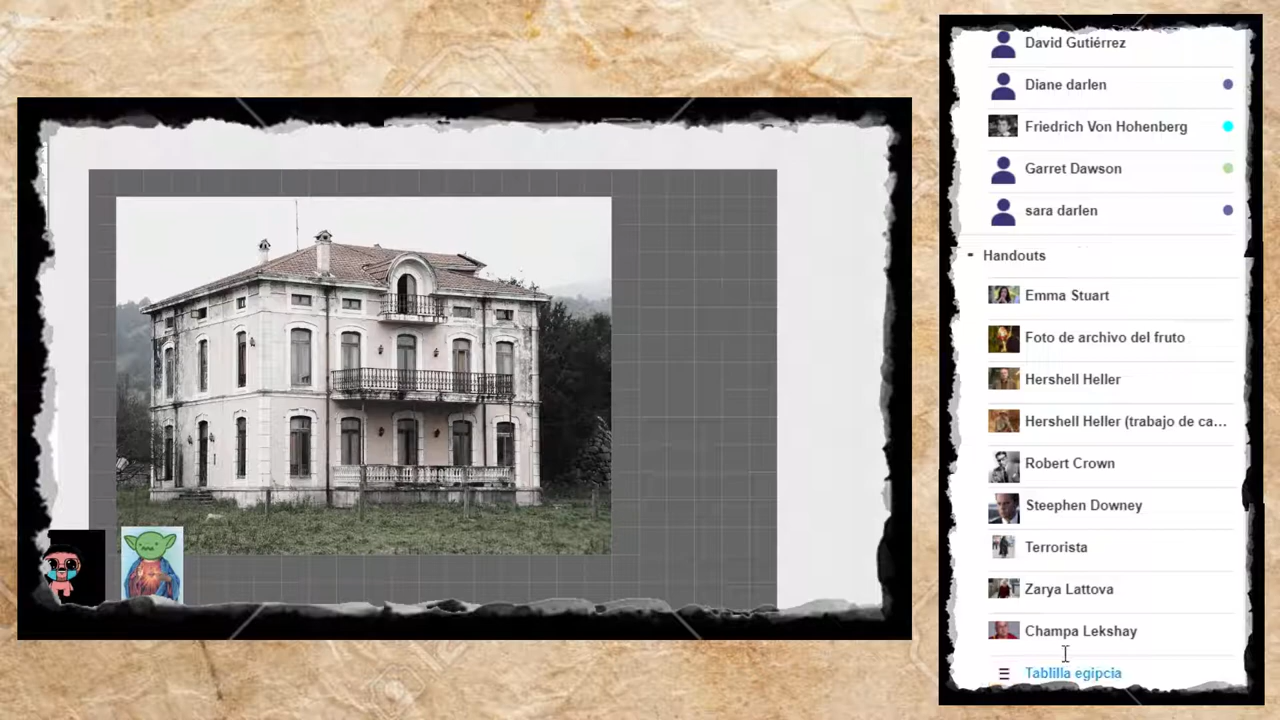 David Gutiérrez
Diane darlen
Friedrich Von Hohenberg
Garret Dawson
sara darlen
Handouts
Emma Stuart
Foto de archivo del fruto
Hershell Heller
Hershell Heller (trabajo de ca...
Robert Crown
Steephen Downey
Terrorista
Zarya Lattova
Champa Lekshay
Tablilla egipcia